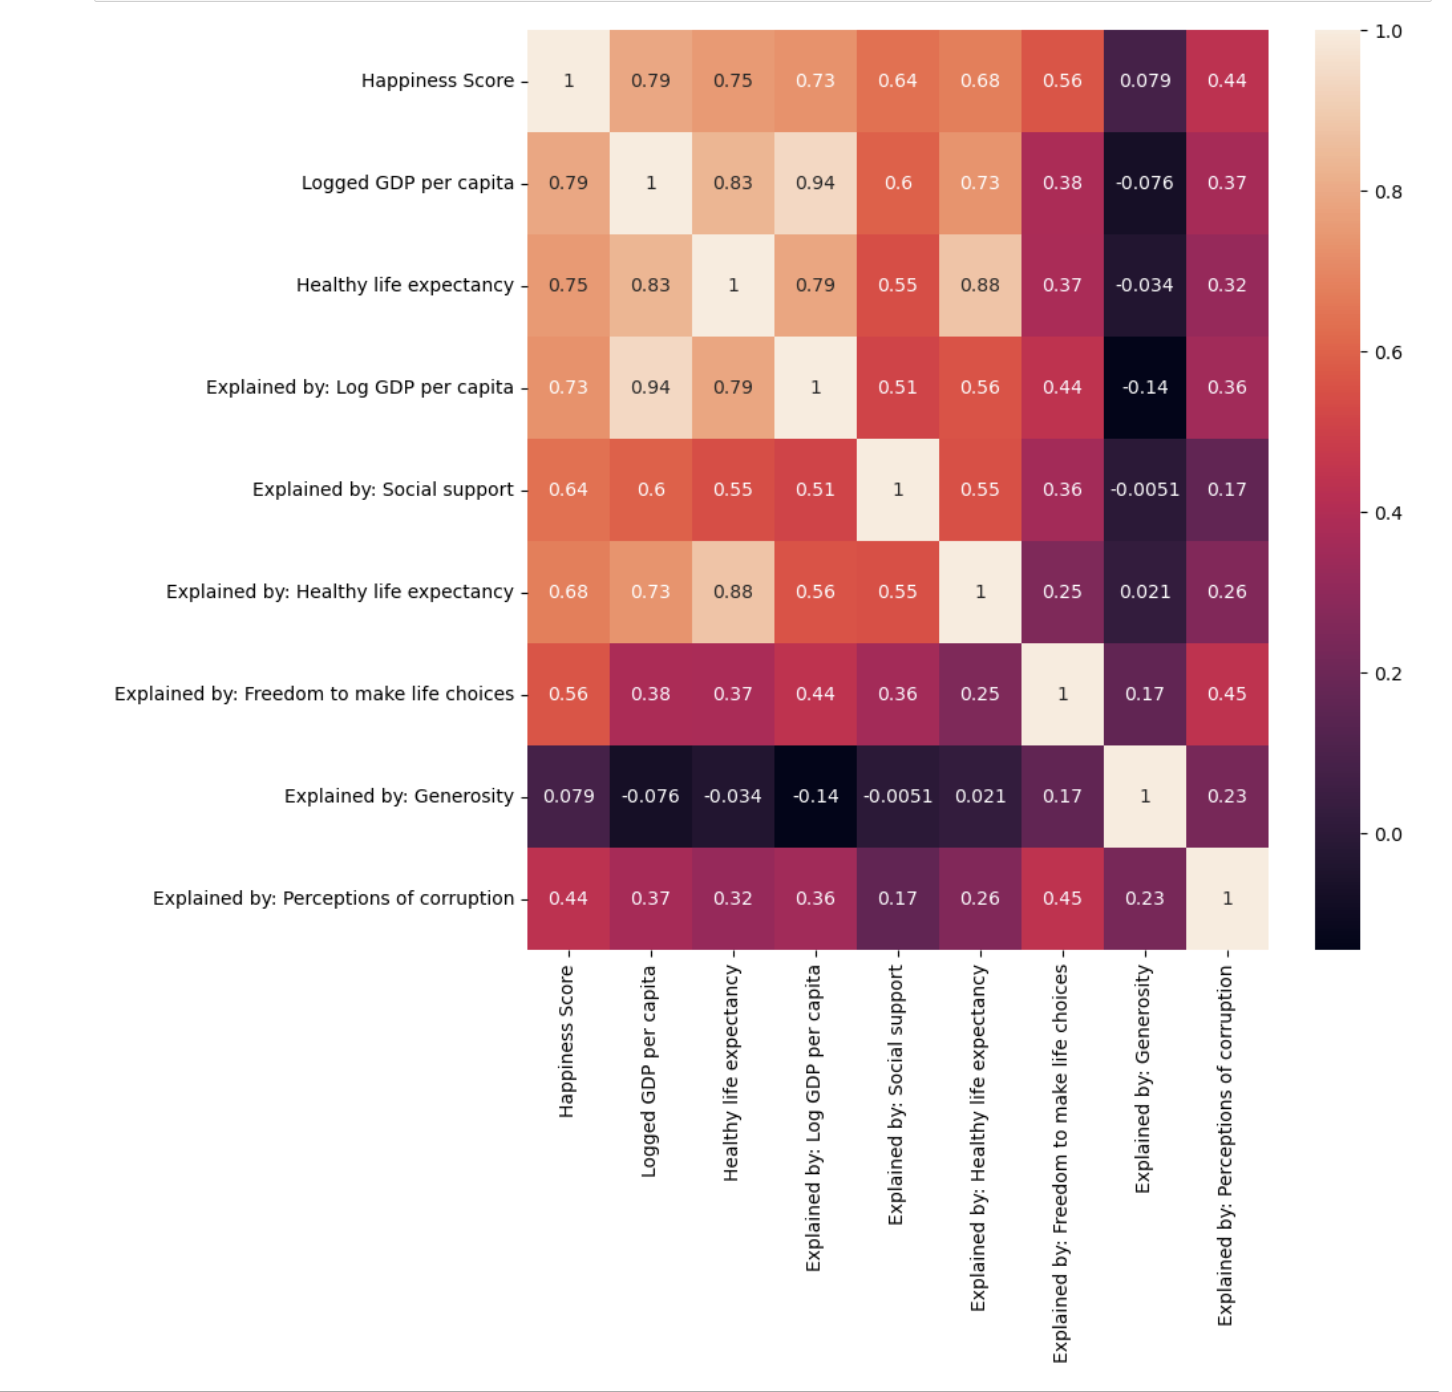 Happiness Score 1 0.79 0.75 0.73 0.64 0.68 0.56 0.079 0.44
Logged GDP per capita 0.79 1 0.83 0.94 0.6 0.73 0.38 -0.076 0.37
Healthy life expectancy 0.75 0.83 1 0.79 0.55 0.88 0.37 -0.034 0.32
Explained by: Log GDP per capita 0.73 0.94 0.79 1 0.51 0.56 0.44 -0.14 0.36
Explained by: Social support 0.64 0.6 0.55 0.51 1 0.55 0.36 -0.0051 0.17
Explained by: Healthy life expectancy 0.68 0.73 0.88 0.56 0.55 1 0.25 0.021 0.26
Explained by: Freedom to make life choices 0.56 0.38 0.37 0.44 0.36 0.25 1 0.17 0.45
Explained by: Generosity 0.079 -0.076 -0.034 -0.14 -0.0051 0.021 0.17 1 0.23
Explained by: Perceptions of corruption 0.44 0.37 0.32 0.36 0.17 0.26 0.45 0.23 1
Happiness Score
Logged GDP per capita
Healthy life expectancy
Explained by: Log GDP per capita
Explained by: Social support
Explained by: Healthy life expectancy
Explained by: Freedom to make life choices
Explained by: Generosity
Explained by: Perceptions of corruption
1.0
0.8
0.6
0.4
0.2
0.0